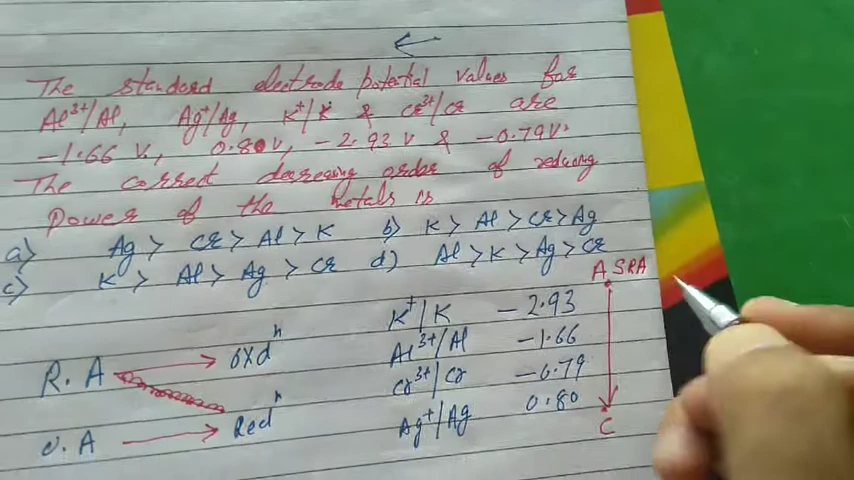 The standard electrode potential values for
Al³⁺/Al, Ag⁺/Ag, K⁺/K & Cr³⁺/Cr are
-1.66 V, 0.80 V, -2.93 V & -0.79 V.
The correct decreasing order of reducing
power of the metals is
a) Ag > Cr > Al > K b) K > Al > Cr > Ag
c) K > Al > Ag > Cr d) Al > K > Ag > Cr
A SRA
K⁺/K -2.93
R.A → oxdⁿ Al³⁺/Al -1.66
Cr³⁺/Cr -0.79
O.A → Redⁿ Ag⁺/Ag 0.80
C